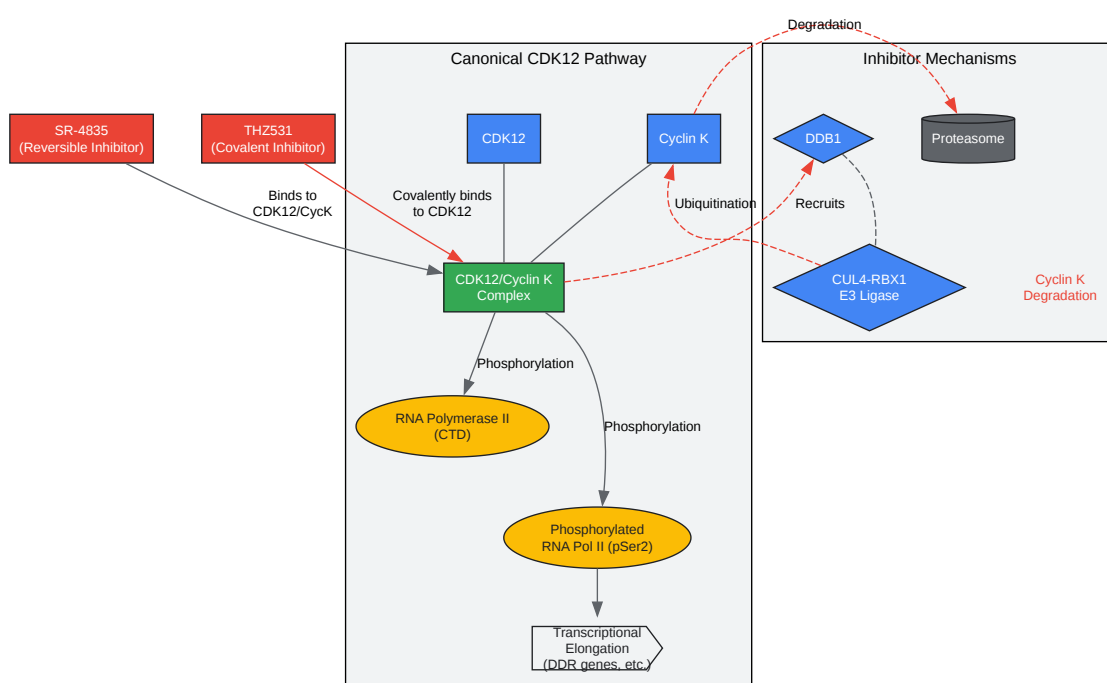 Degradation
Canonical CDK12 Pathway
Inhibitor Mechanisms
SR-4835
(Reversible Inhibitor)
THZ531
(Covalent Inhibitor)
CDK12
Cyclin K
DDB1
Proteasome
Binds to
CDK12/CycK
Covalently binds
to CDK12
Ubiquitination
Recruits
CDK12/Cyclin K
Complex
CUL4-RBX1
E3 Ligase
Cyclin K
Degradation
Phosphorylation
RNA Polymerase II
(CTD)
Phosphorylation
Phosphorylated
RNA Pol II (pSer2)
Transcriptional
Elongation
(DDR genes, etc.)